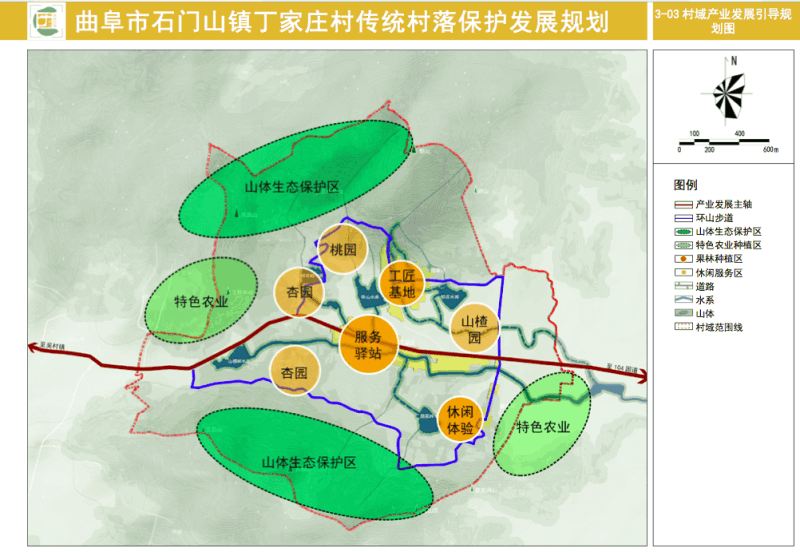 曲阜市石门山镇丁家庄村传统村落保护发展规划
3-03 村域产业发展引导规
划图
N
100 400
0 200 600m
图例
产业发展主轴
环山步道
山体生态保护区
特色农业种植区
果林种植区
休闲服务区
道路
水系
山体
村域范围线
山体生态保护区
桃园
工匠
基地
杏园
特色农业
山楂
园
服务
驿站
至吴村镇
至 104 国道
杏园
休闲
体验
特色农业
山体生态保护区